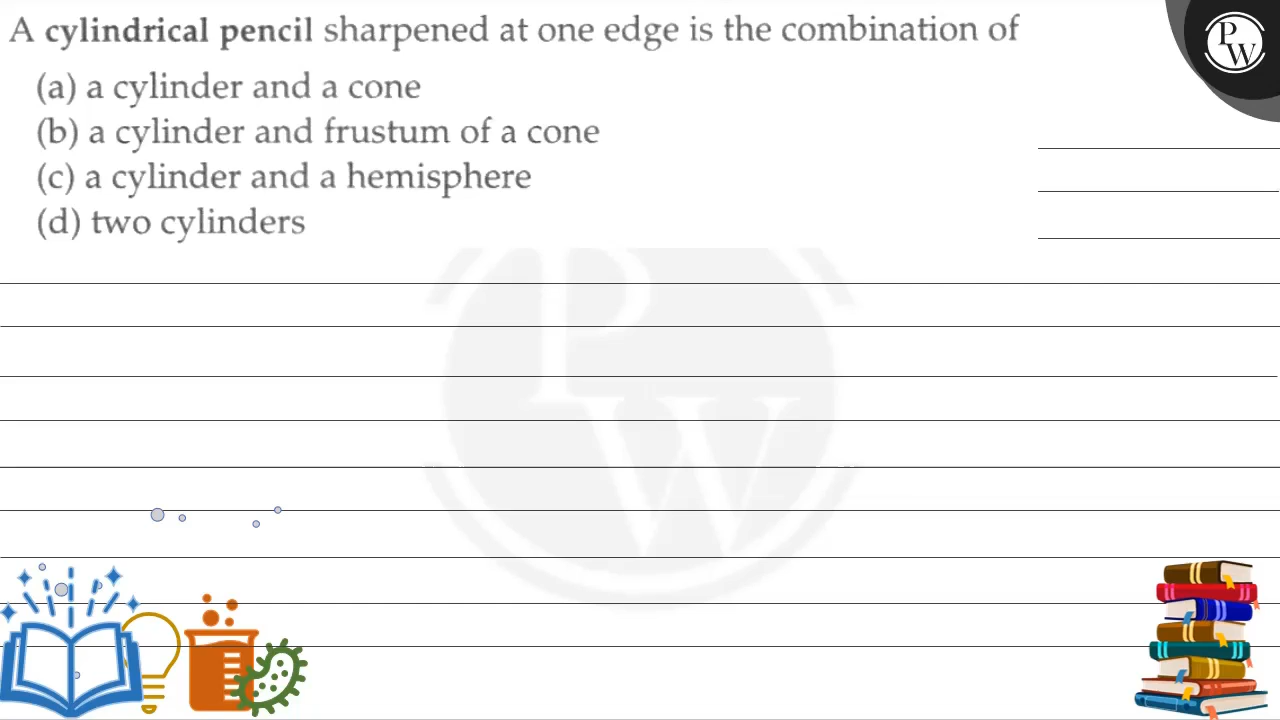 A cylindrical pencil sharpened at one edge is the combination of
(a) a cylinder and a cone
(b) a cylinder and frustum of a cone
(c) a cylinder and a hemisphere
(d) two cylinders
P
W
P
W